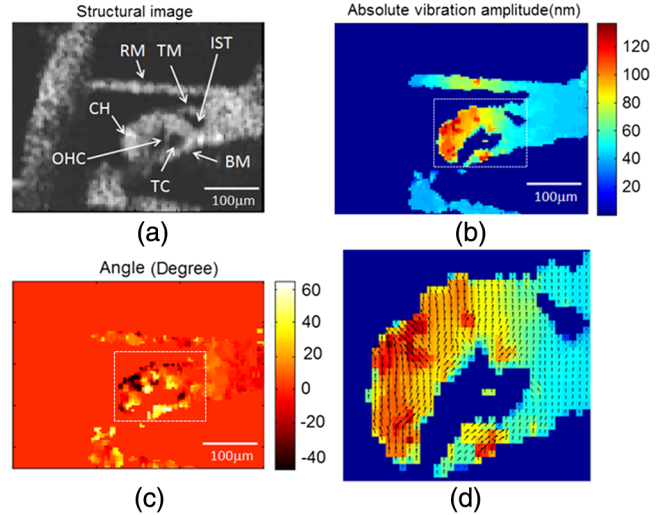 Structural image
RM TM IST
CH
OHC
TC
BM
100μm
(a)
Absolute vibration amplitude(nm)
120
100
80
60
40
20
100μm
(b)
Angle (Degree)
60
40
20
0
-20
-40
100μm
(c)
(d)